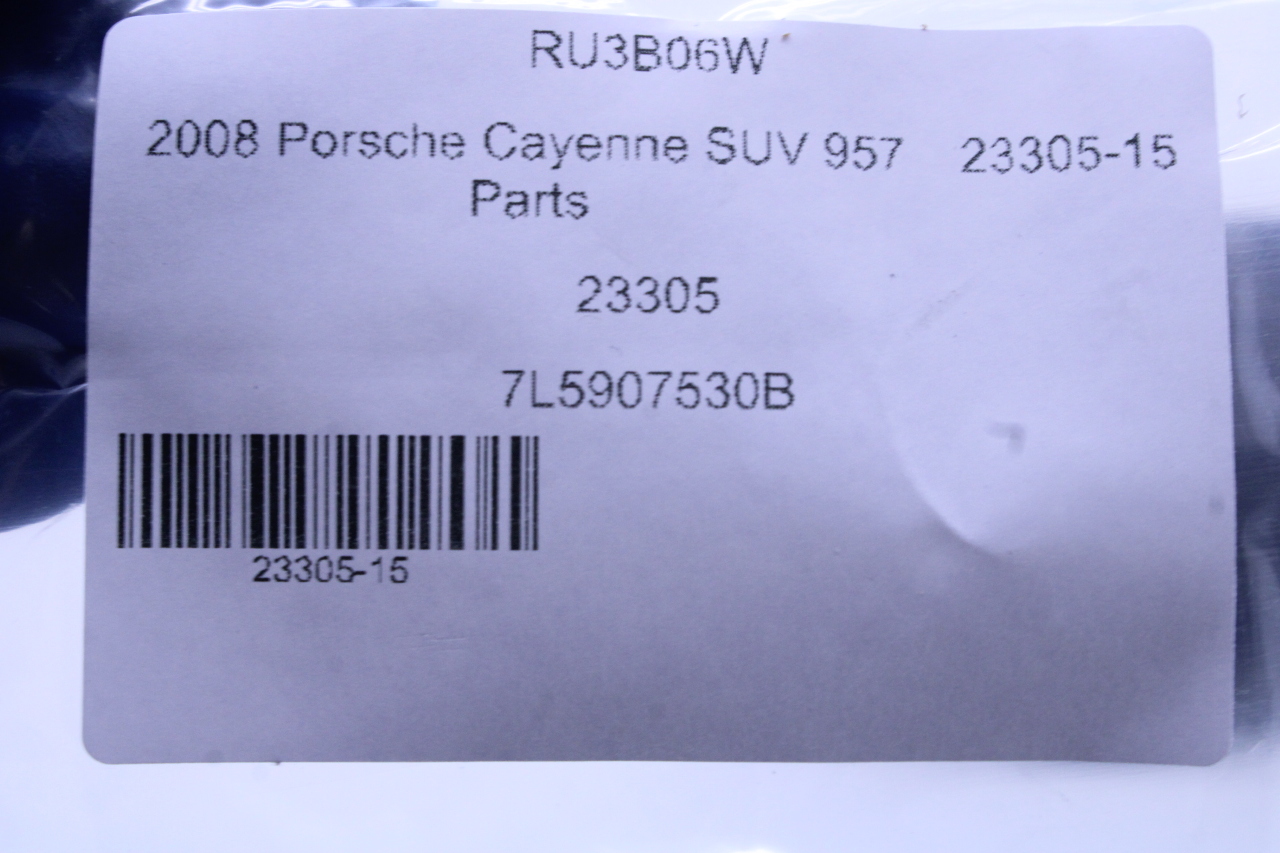 RU3B06W
2008 Porsche Cayenne SUV 957 23305-15
Parts
23305
7L5907530B
23305-15